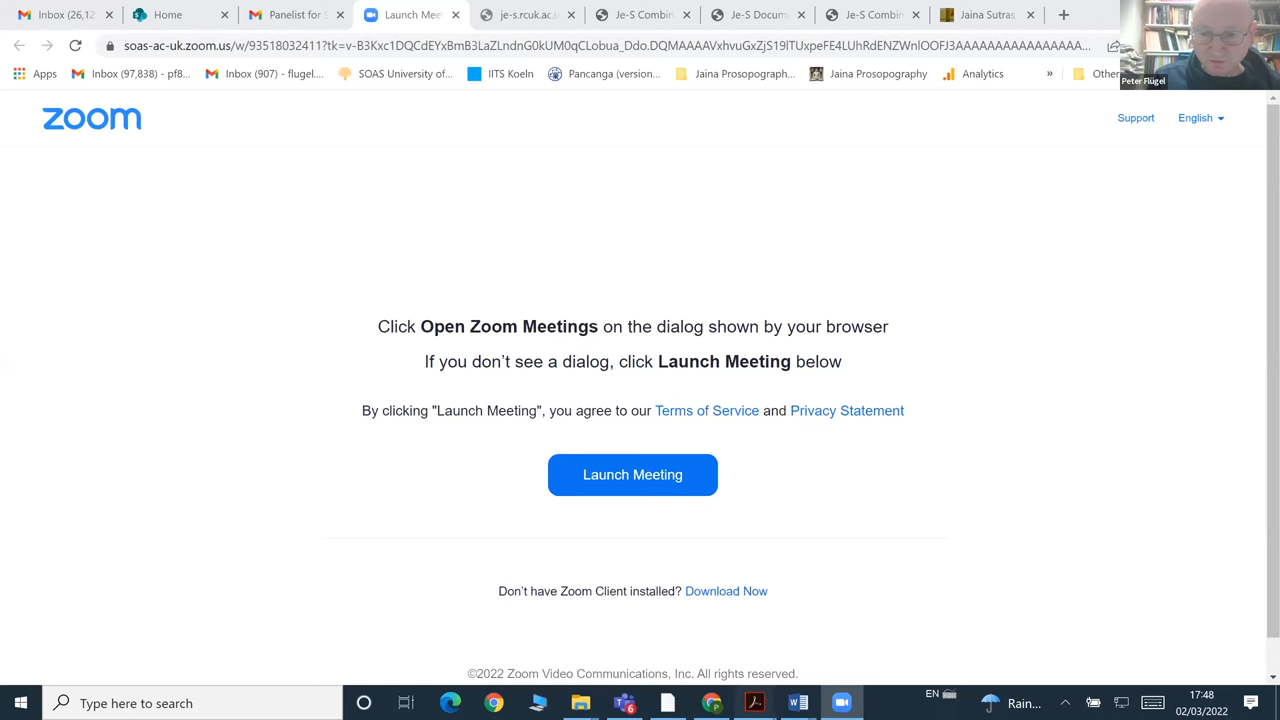 Inbox (26,12
Home
Panelist for S
Launch Mee
je-s.rcuk.ac.u
Je-S Combin
Je-S Docum
Je-S Combi
Jaina Sutras,
soas-ac-uk.zoom.us/w/93518032411?tk=v-B3Kxc1DQCdEYxBmB3uZLndnG0kUM0qCLobua_Ddo.DQMAAAAVxhvuGxZjS19lTUxpeFE4LUhRdENZWnlOOFJ3AAAAAAAAAAAAAAAA...
Apps
Inbox (97,838) - pf8...
Inbox (907) - flugel....
SOAS University of...
IITS Koeln
Pancanga (version...
Jaina Prosopograph...
Jaina Prosopography
Analytics
»
Other
Peter Flügel
zoom
Support
English
Click Open Zoom Meetings on the dialog shown by your browser
If you don’t see a dialog, click Launch Meeting below
By clicking "Launch Meeting", you agree to our Terms of Service and Privacy Statement
Launch Meeting
Don’t have Zoom Client installed? Download Now
©2022 Zoom Video Communications, Inc. All rights reserved.
Type here to search
6
P
EN
Rain...
17:48
02/03/2022